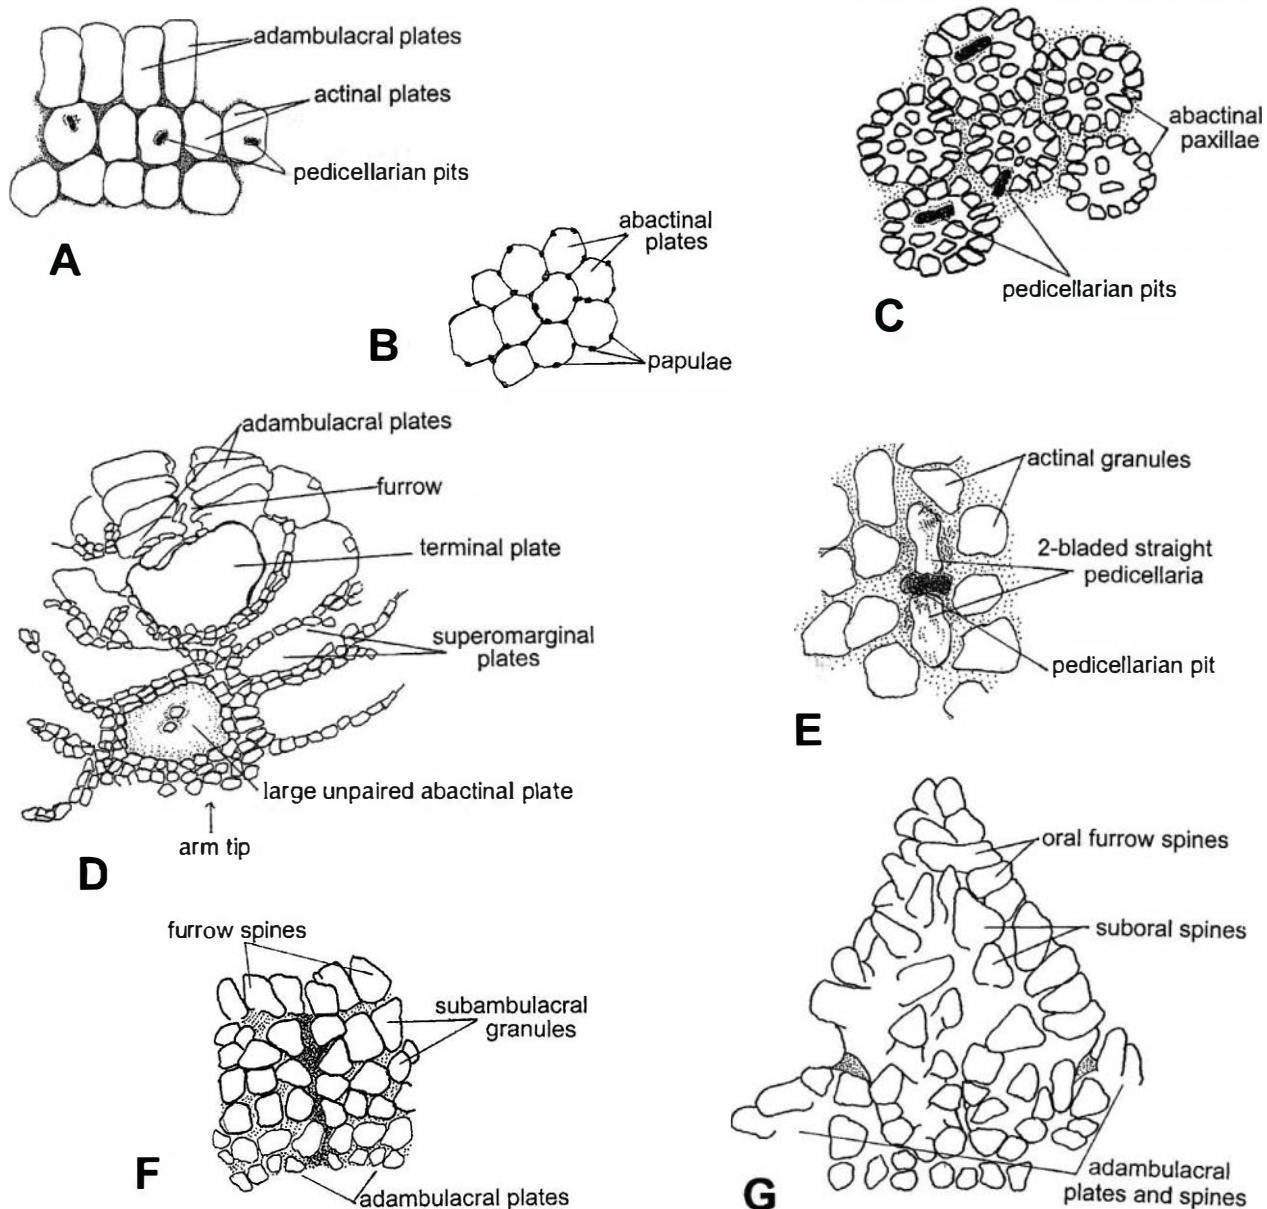 adambulacral plates
actinal plates
pedicellarian pits
A
abactinal
plates
papulae
B
abactinal
paxillae
pedicellarian pits
C
adambulacral plates
furrow
terminal plate
superomarginal
plates
large unpaired abactinal plate
arm tip
D
actinal granules
2-bladed straight
pedicellaria
pedicellarian pit
E
furrow spines
subambulacral
granules
adambulacral plates
F
oral furrow spines
suboral spines
adambulacral
plates and spines
G